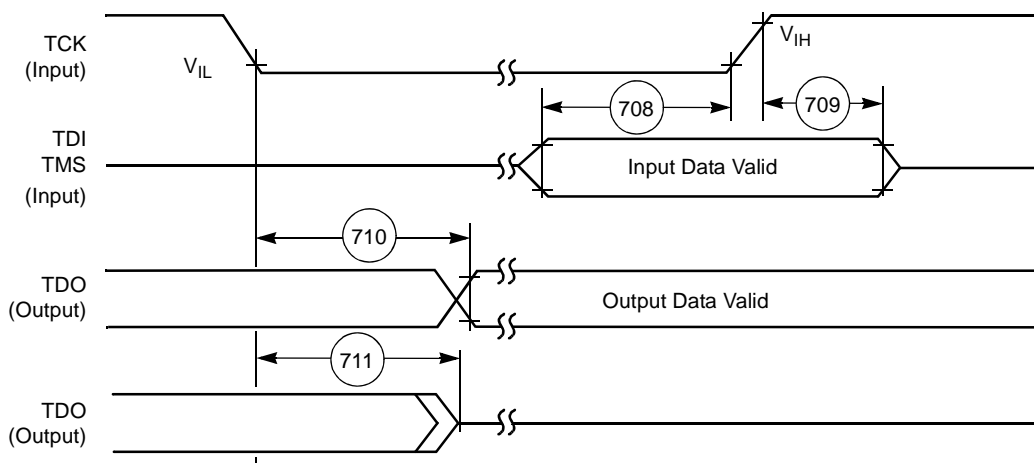 TCK
(Input)
V_IL
V_IH
708
709
TDI
TMS
(Input)
Input Data Valid
710
TDO
(Output)
Output Data Valid
711
TDO
(Output)